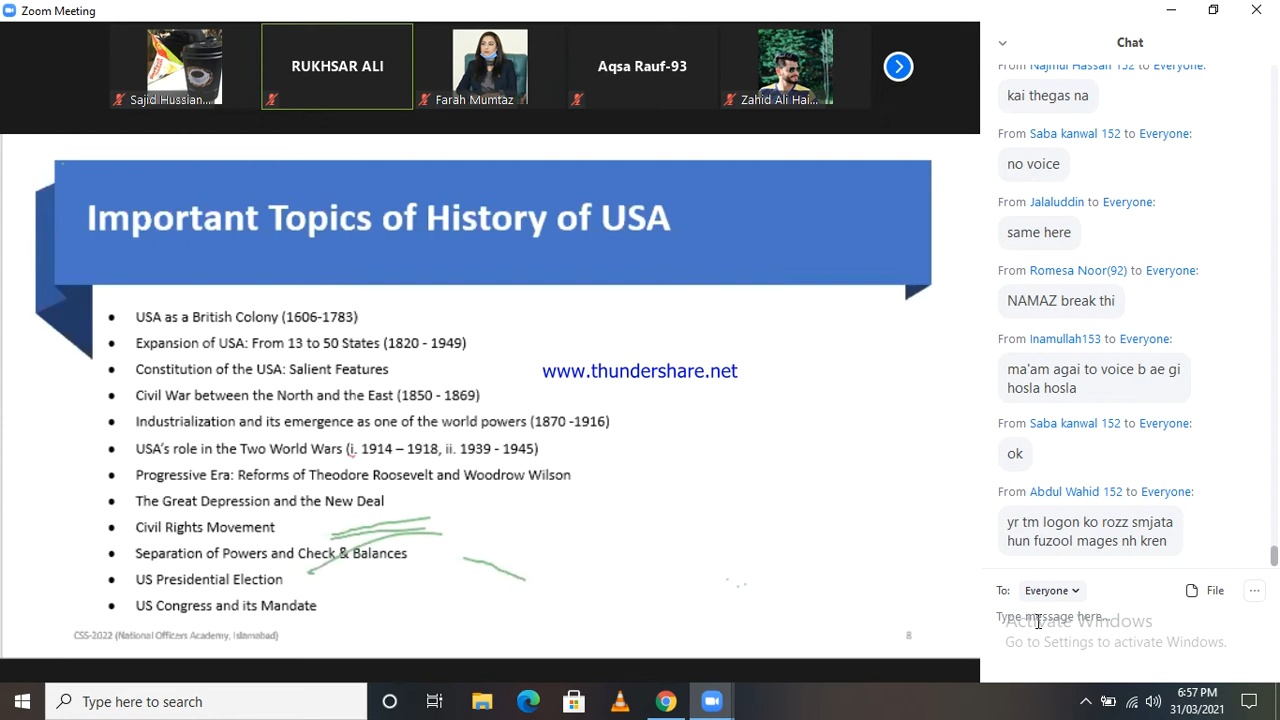 Zoom Meeting
Sajid Hussian...
RUKHSAR ALI
Farah Mumtaz
Aqsa Rauf-93
Zahid Ali Hai...
Important Topics of History of USA
• USA as a British Colony (1606-1783)
• Expansion of USA: From 13 to 50 States (1820 - 1949)
• Constitution of the USA: Salient Features
• Civil War between the North and the East (1850 - 1869)
• Industrialization and its emergence as one of the world powers (1870 -1916)
• USA's role in the Two World Wars (i. 1914 – 1918, ii. 1939 - 1945)
• Progressive Era: Reforms of Theodore Roosevelt and Woodrow Wilson
• The Great Depression and the New Deal
• Civil Rights Movement
• Separation of Powers and Check & Balances
• US Presidential Election
• US Congress and its Mandate
www.thundershare.net
CSS-2022 (National Officers Academy, Islamabad)
8
Chat
From Najmul Hassan 152 to Everyone:
kai thegas na
From Saba kanwal 152 to Everyone:
no voice
From Jalaluddin to Everyone:
same here
From Romesa Noor(92) to Everyone:
NAMAZ break thi
From Inamullah153 to Everyone:
ma'am agai to voice b ae gi
hosla hosla
From Saba kanwal 152 to Everyone:
ok
From Abdul Wahid 152 to Everyone:
yr tm logon ko rozz smjata
hun fuzool mages nh kren
To: Everyone File
Type message here...
Activate Windows
Go to Settings to activate Windows.
Type here to search
6:57 PM
31/03/2021